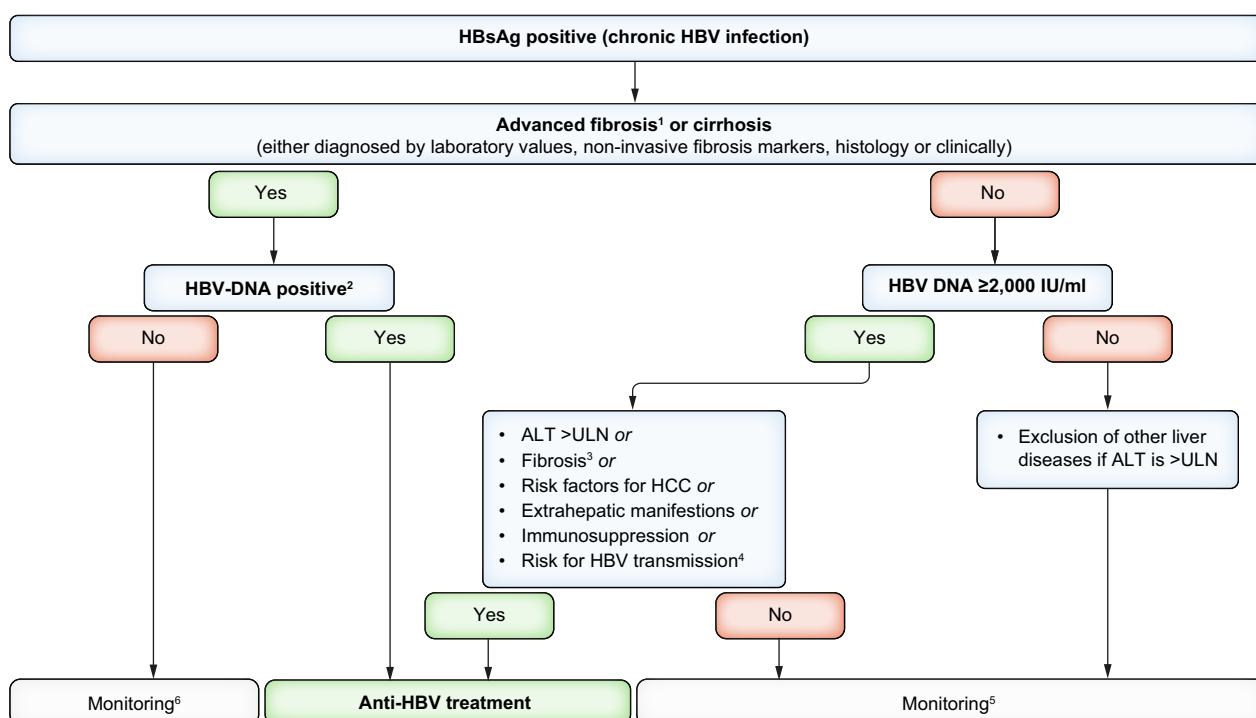 HBsAg positive (chronic HBV infection)
Advanced fibrosis¹ or cirrhosis
(either diagnosed by laboratory values, non-invasive fibrosis markers, histology or clinically)
Yes
No
HBV-DNA positive²
HBV DNA ≥2,000 IU/ml
No
Yes
Yes
No
• ALT >ULN or
• Fibrosis³ or
• Risk factors for HCC or
• Extrahepatic manifestions or
• Immunosuppression or
• Risk for HBV transmission⁴
• Exclusion of other liver
diseases if ALT is >ULN
Yes
No
Monitoring⁶
Anti-HBV treatment
Monitoring⁵